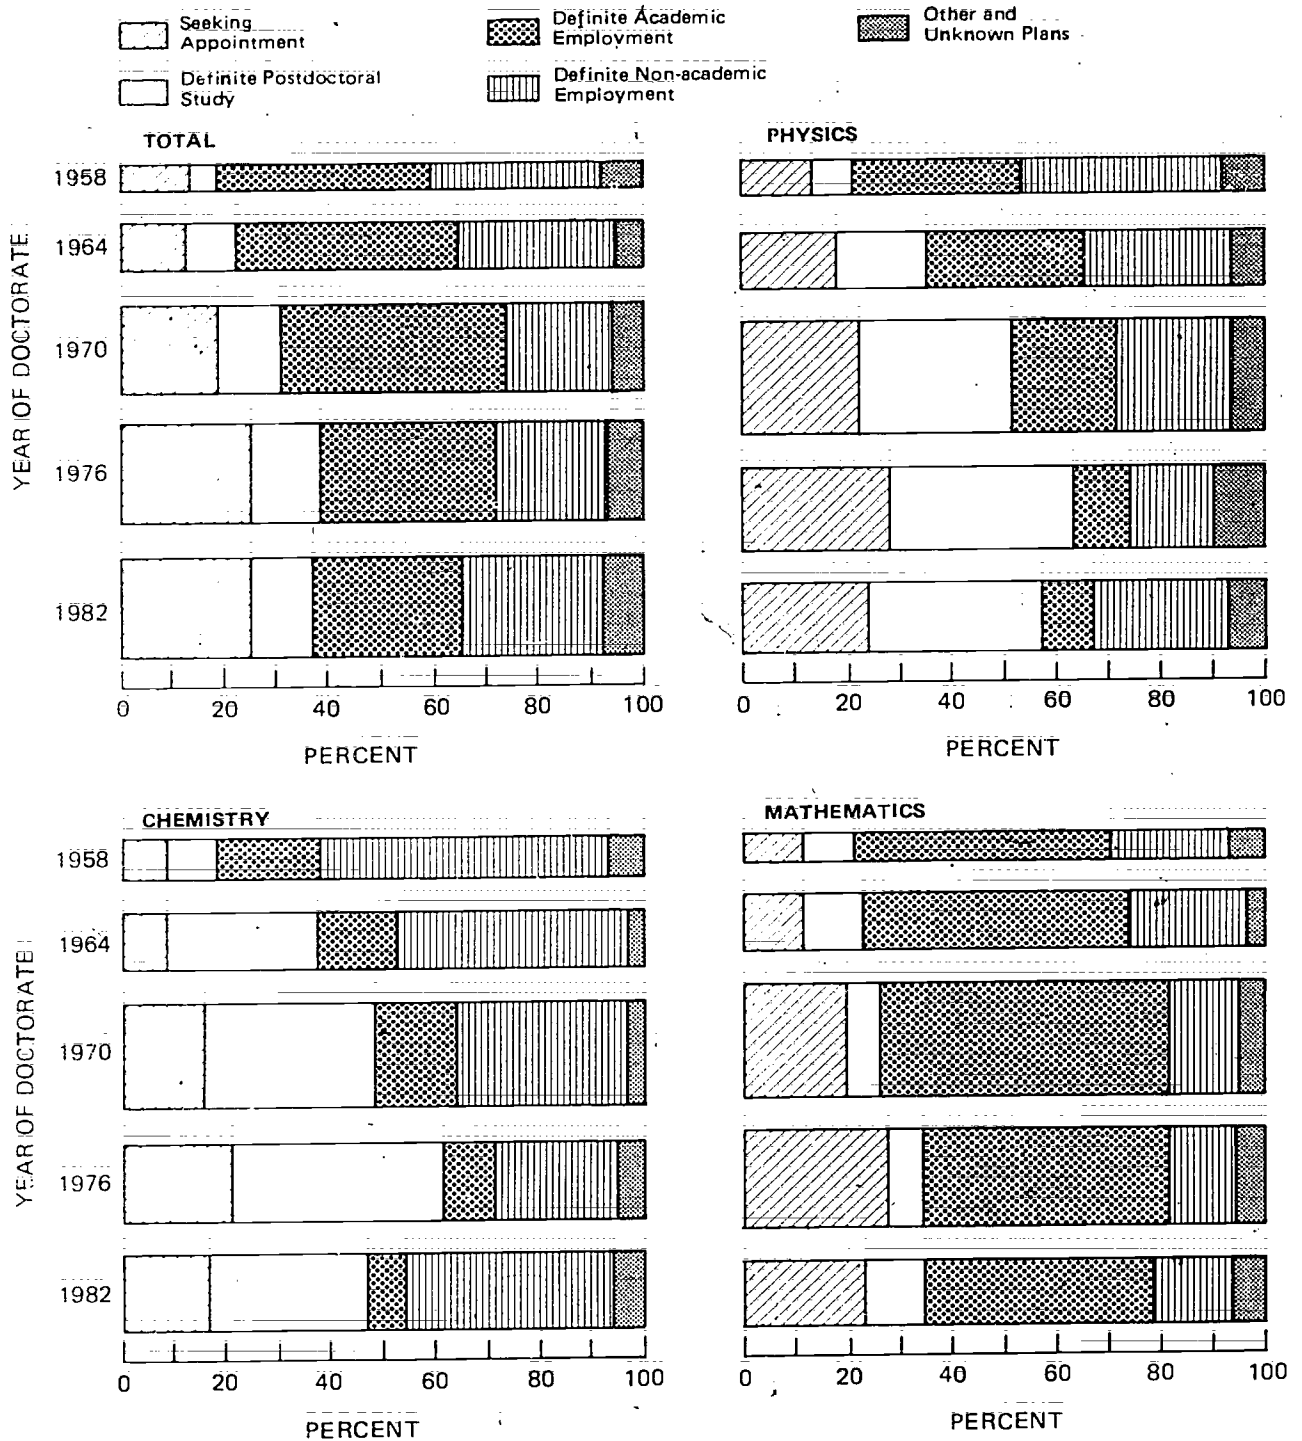 Seeking
Appointment
Definite Postdoctoral
Study
Definite Academic
Employment
Definite Non-academic
Employment
Other and
Unknown Plans
TOTAL
YEAR OF DOCTORATE
1958
1964
1970
1976
1982
0 20 40 60 80 100
PERCENT
PHYSICS
0 20 40 60 80 100
PERCENT
CHEMISTRY
YEAR OF DOCTORATE
1958
1964
1970
1976
1982
0 20 40 60 80 100
PERCENT
MATHEMATICS
0 20 40 60 80 100
PERCENT